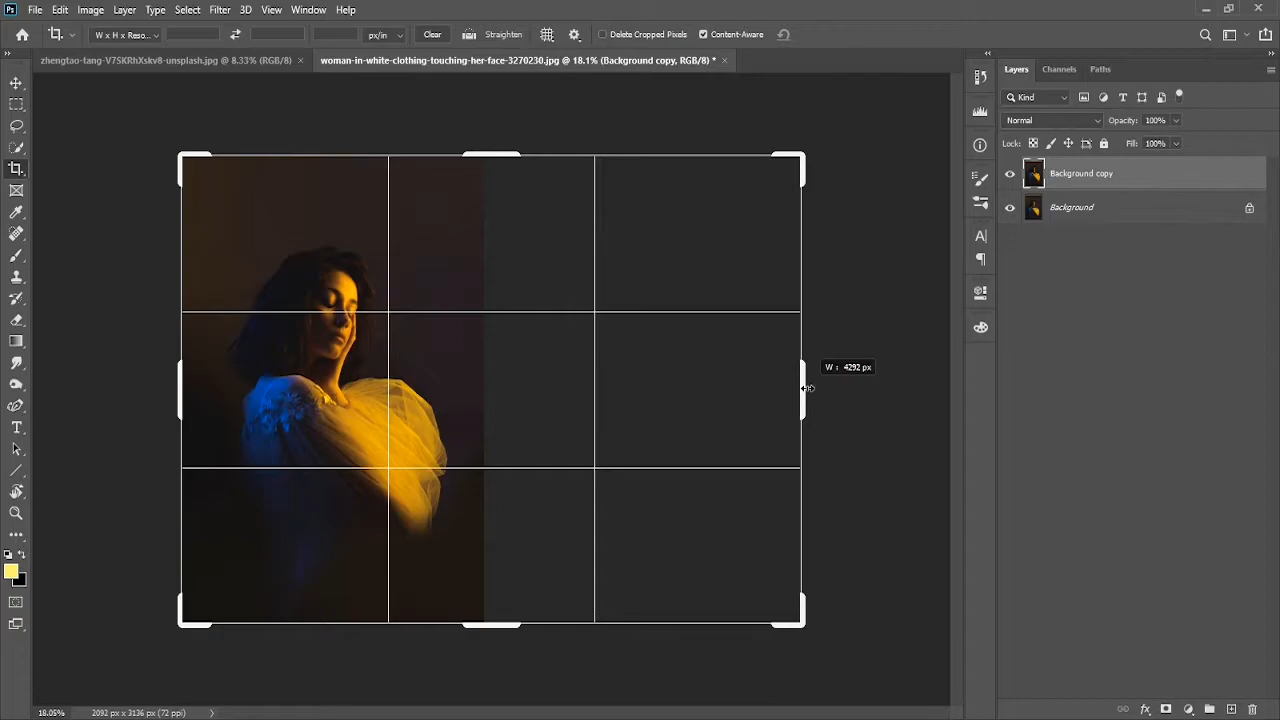 Ps File Edit Image Layer Type Select Filter 3D View Window Help
W x H x Reso... px/in Clear Straighten Delete Cropped Pixels Content-Aware
zhengtao-tang-V7SKRhXskv8-unsplash.jpg @ 8.33% (RGB/8) × woman-in-white-clothing-touching-her-face-3270230.jpg @ 18.1% (Background copy, RGB/8) * ×
Layers Channels Paths
Kind
Normal Opacity: 100%
Lock: Fill: 100%
Background copy
Background
W : 4292 px
18.05% 2092 px x 3136 px (72 ppi)